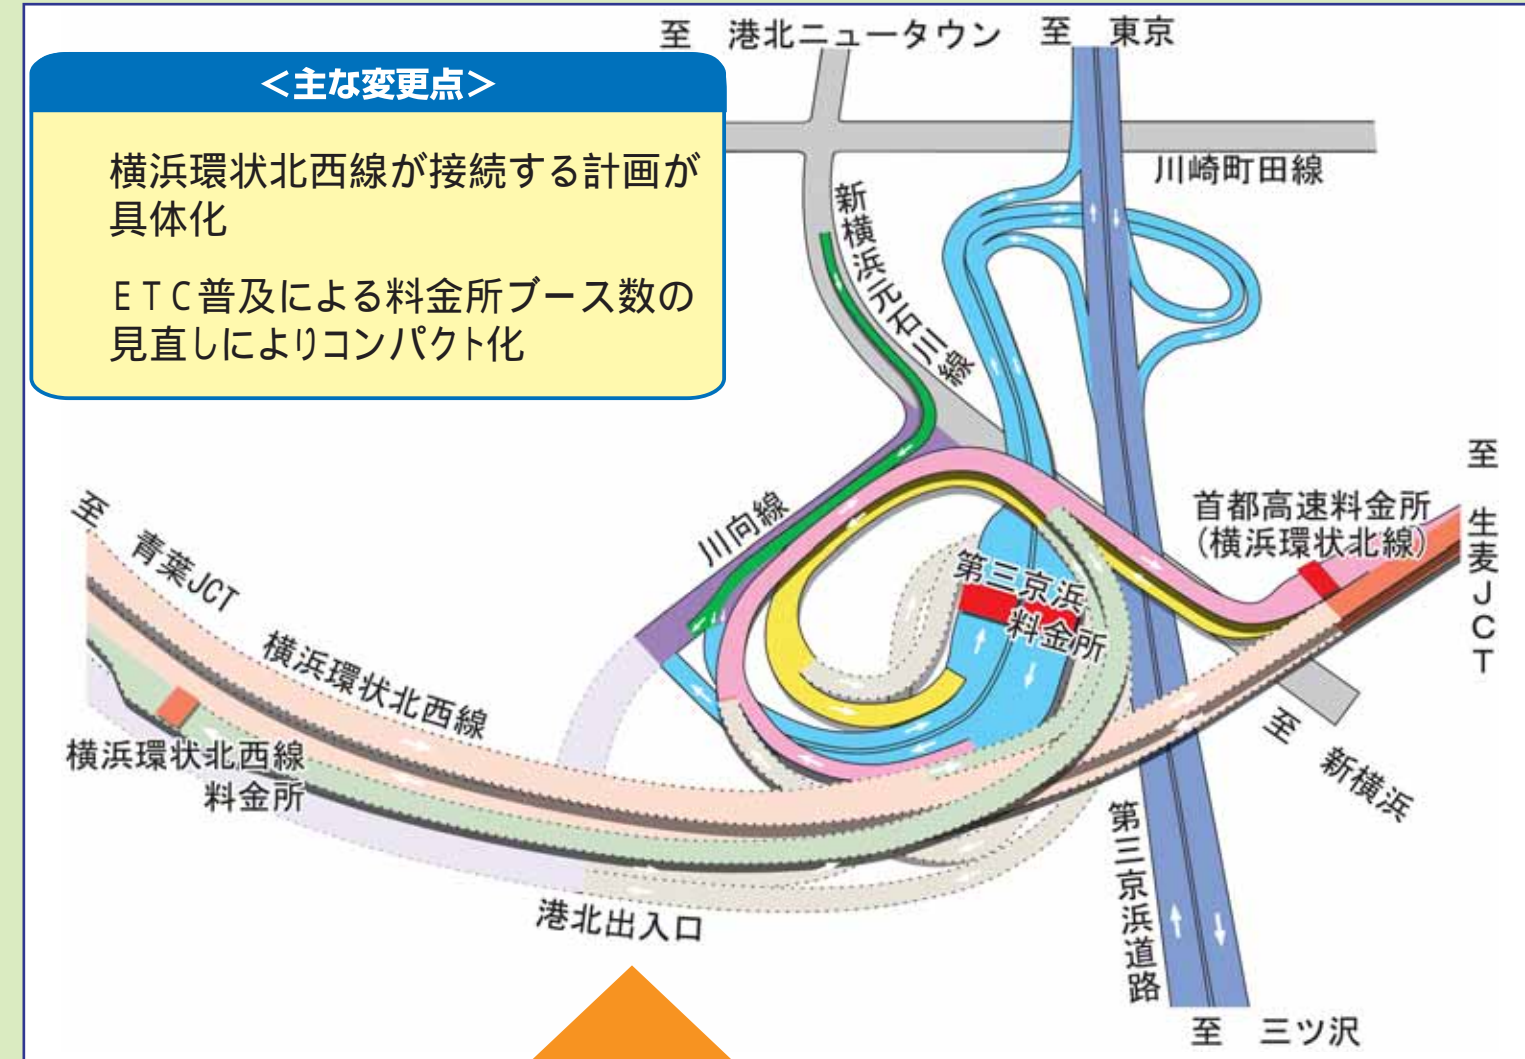 至 港北ニュータウン
至 東京
＜主な変更点＞
横浜環状北西線が接続する計画が
具体化
ＥＴＣ普及による料金所ブース数の
見直しによりコンパクト化
川崎町田線
新横浜元石川線
至 生麦ＪＣＴ
首都高速料金所
(横浜環状北線)
川向線
至 青葉JCT
第三京浜
料金所
横浜環状北西線
横浜環状北西線
料金所
至 新横浜
第三京浜道路
港北出入口
至 三ツ沢